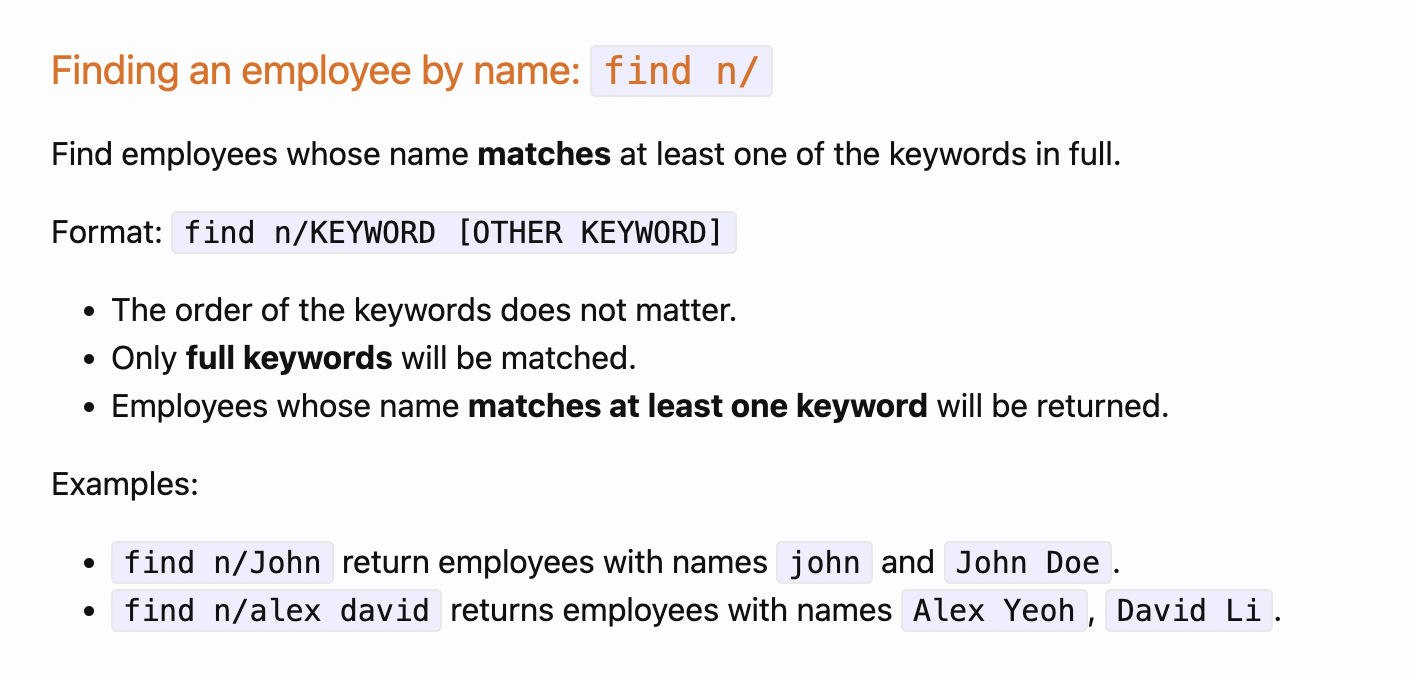 Finding an employee by name: find n/
Find employees whose name matches at least one of the keywords in full.
Format: find n/KEYWORD [OTHER KEYWORD]
• The order of the keywords does not matter.
• Only full keywords will be matched.
• Employees whose name matches at least one keyword will be returned.
Examples:
• find n/John return employees with names john and John Doe.
• find n/alex david returns employees with names Alex Yeoh, David Li.